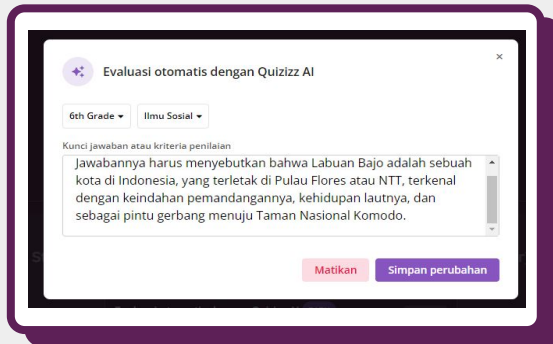 ×
Evaluasi otomatis dengan Quizizz AI
6th Grade Ilmu Sosial
Kunci jawaban atau kriteria penilaian
Jawabannya harus menyebutkan bahwa Labuan Bajo adalah sebuah
kota di Indonesia, yang terletak di Pulau Flores atau NTT, terkenal
dengan keindahan pemandangannya, kehidupan lautnya, dan
sebagai pintu gerbang menuju Taman Nasional Komodo.
Matikan Simpan perubahan